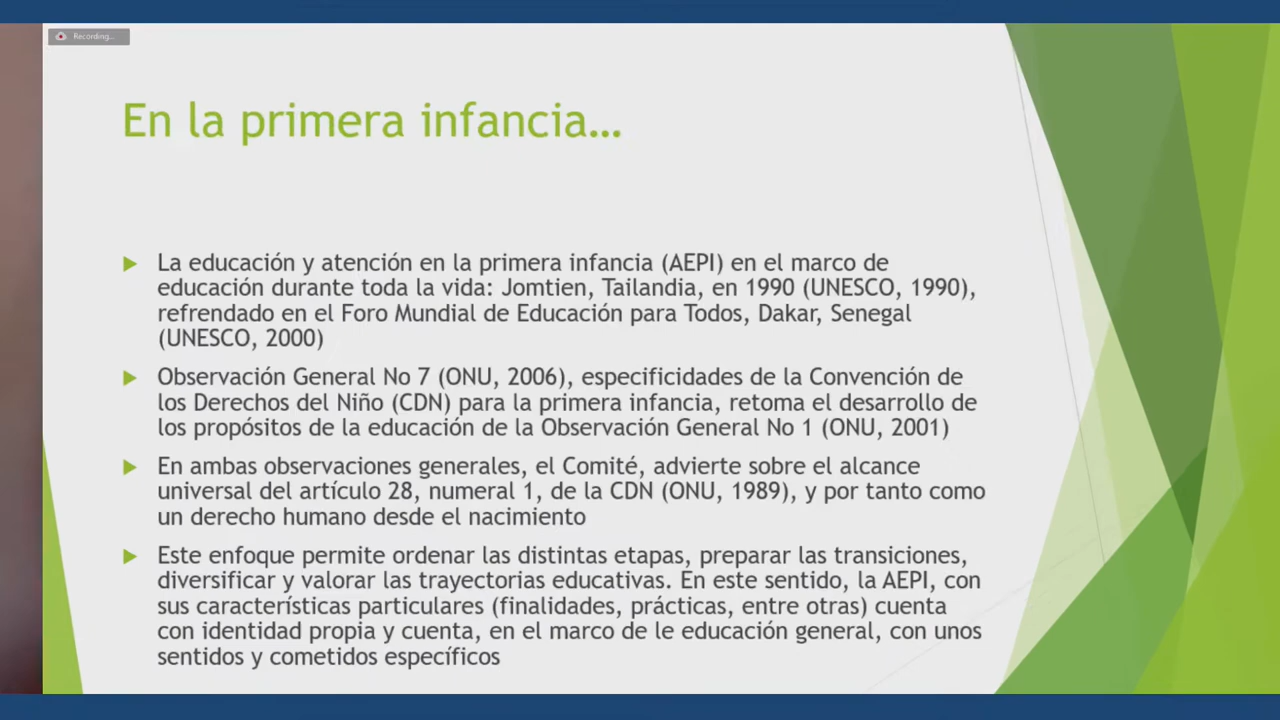 Recording...
En la primera infancia...
La educación y atención en la primera infancia (AEPI) en el marco de
educación durante toda la vida: Jomtien, Tailandia, en 1990 (UNESCO, 1990),
refrendado en el Foro Mundial de Educación para Todos, Dakar, Senegal
(UNESCO, 2000)
Observación General No 7 (ONU, 2006), especificidades de la Convención de
los Derechos del Niño (CDN) para la primera infancia, retoma el desarrollo de
los propósitos de la educación de la Observación General No 1 (ONU, 2001)
En ambas observaciones generales, el Comité, advierte sobre el alcance
universal del artículo 28, numeral 1, de la CDN (ONU, 1989), y por tanto como
un derecho humano desde el nacimiento
Este enfoque permite ordenar las distintas etapas, preparar las transiciones,
diversificar y valorar las trayectorias educativas. En este sentido, la AEPI, con
sus características particulares (finalidades, prácticas, entre otras) cuenta
con identidad propia y cuenta, en el marco de le educación general, con unos
sentidos y cometidos específicos